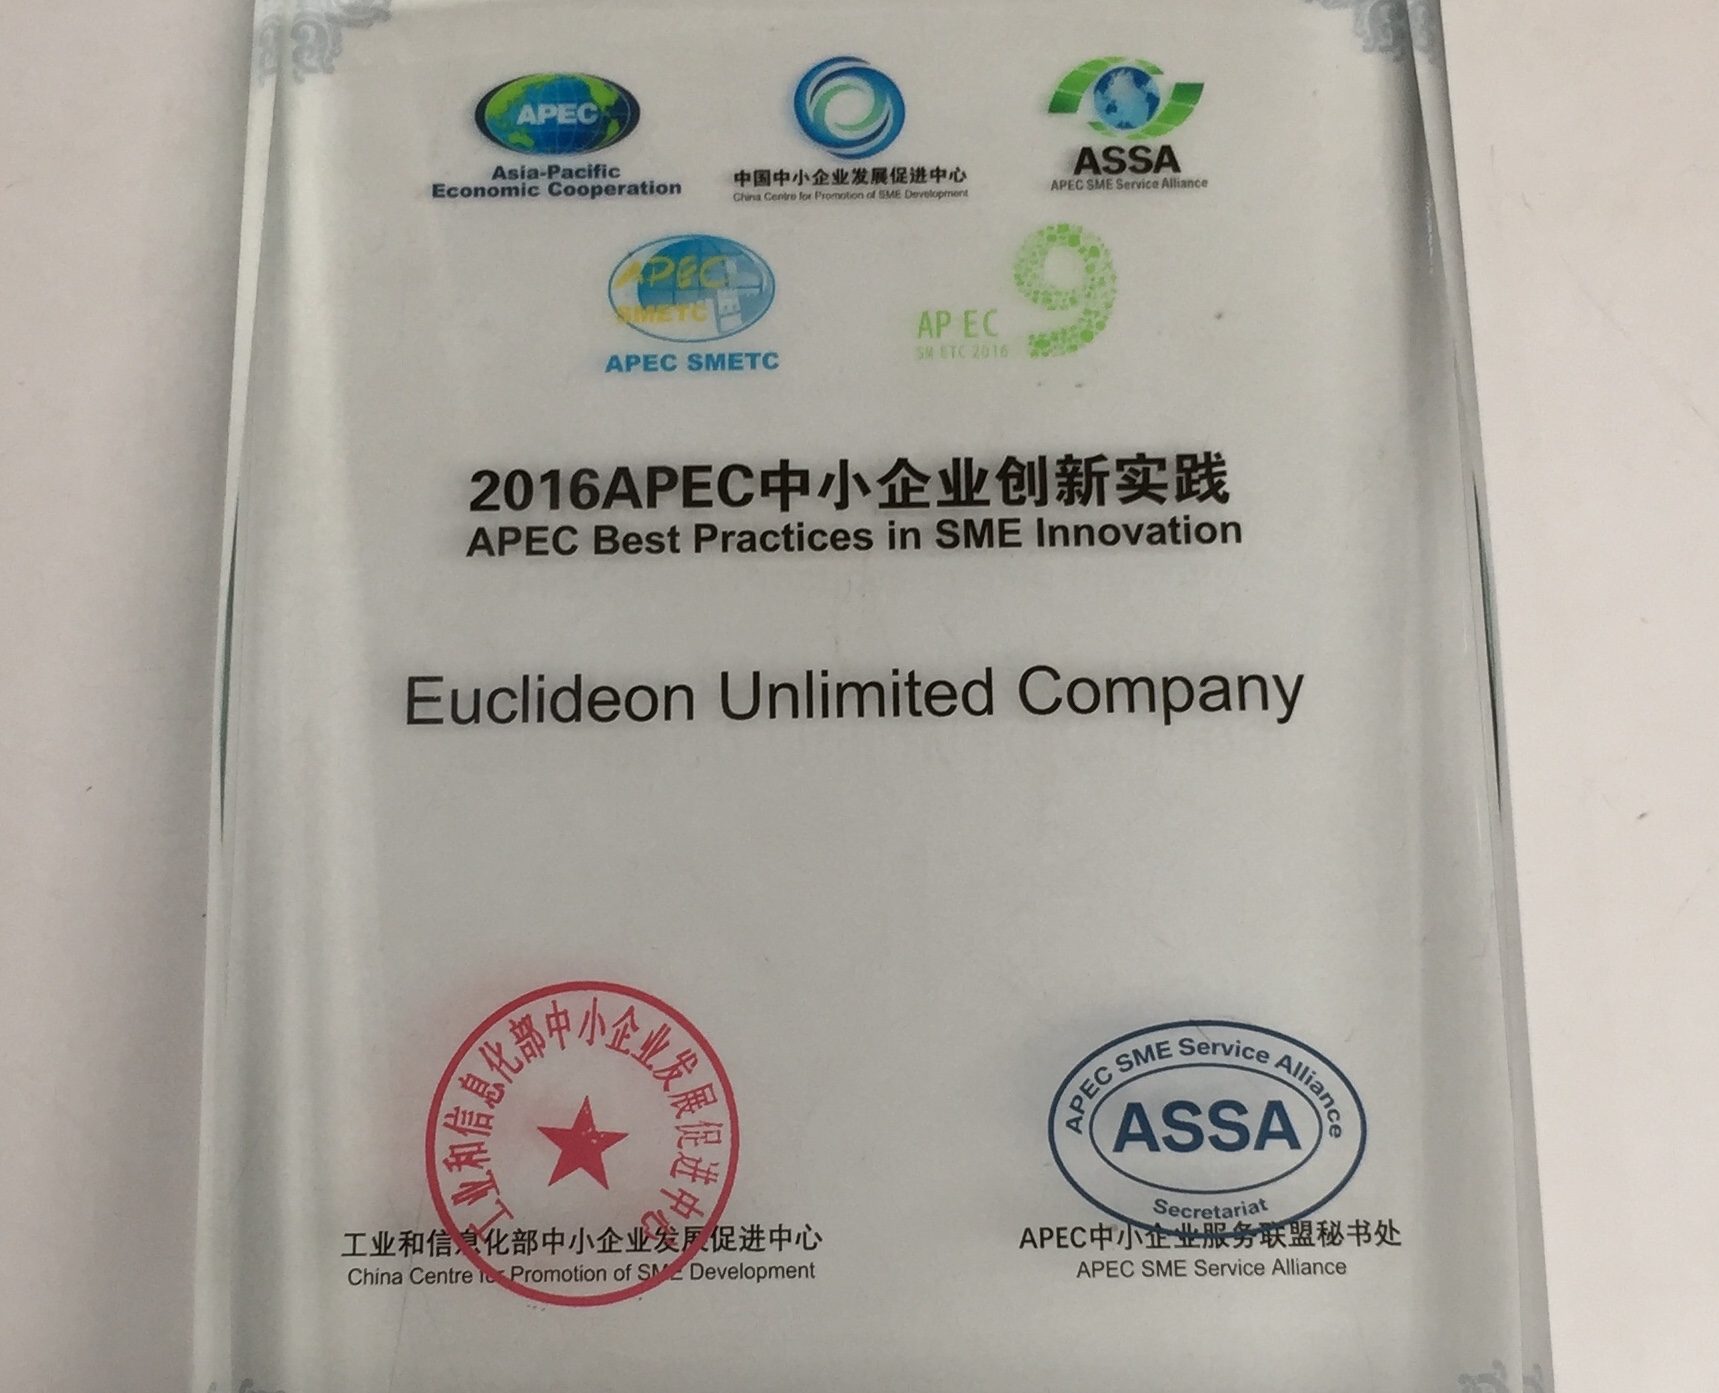 APEC
Asia-Pacific
Economic Cooperation
中国中小企业发展促进中心
China Centre for Promotion of SME Development
ASSA
APEC SME Service Alliance
APEC
SMETC
APEC SMETC
AP EC
SM ETC 2016
9
2016APEC中小企业创新实践
APEC Best Practices in SME Innovation
Euclideon Unlimited Company
工业和信息化部中小企业发展促进中心
工业和信息化部中小企业发展促进中心
China Centre for Promotion of SME Development
APEC SME Service Alliance
ASSA
Secretariat
APEC中小企业服务联盟秘书处
APEC SME Service Alliance